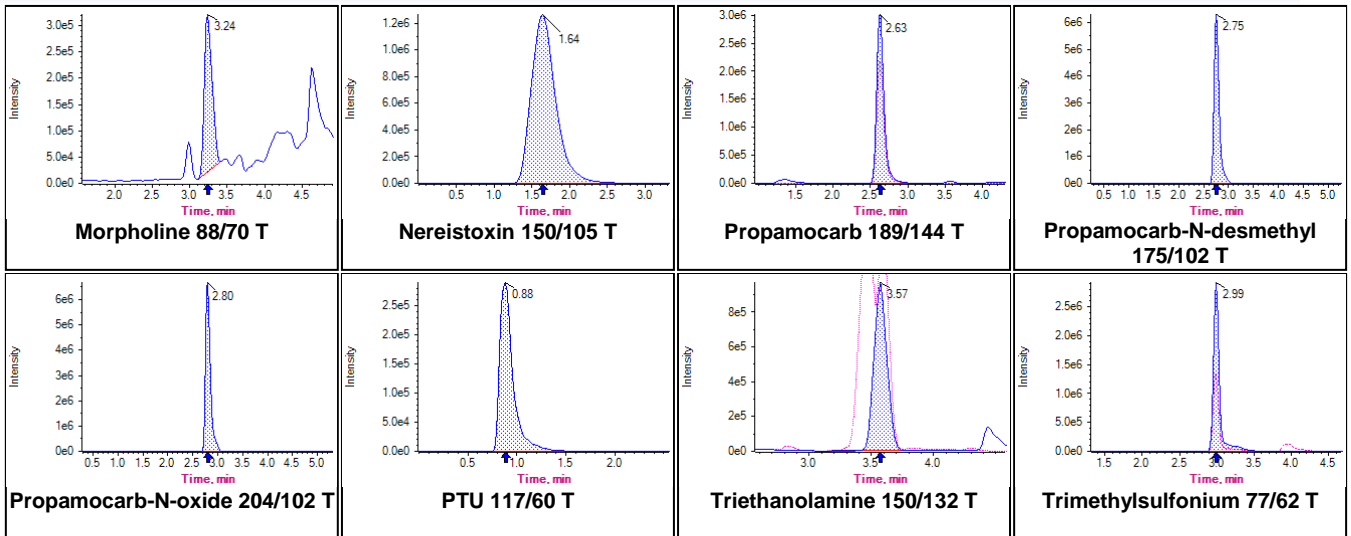 3.24
3.0e5
2.5e5
2.0e5
1.5e5
1.0e5
5.0e4
0.0e0
Intensity
2.0 2.5 3.0 3.5 4.0 4.5
Time, min
Morpholine 88/70 T
1.64
1.2e6
1.0e6
8.0e5
6.0e5
4.0e5
2.0e5
0.0e0
Intensity
0.5 1.0 1.5 2.0 2.5 3.0
Time, min
Nereistoxin 150/105 T
2.63
3.0e6
2.5e6
2.0e6
1.5e6
1.0e6
5.0e5
0.0e0
Intensity
1.5 2.0 2.5 3.0 3.5 4.0
Time, min
Propamocarb 189/144 T
2.75
6e6
5e6
4e6
3e6
2e6
1e6
0e0
Intensity
0.5 1.0 1.5 2.0 2.5 3.0 3.5 4.0 4.5 5.0
Time, min
Propamocarb-N-desmethyl
175/102 T
2.80
6e6
5e6
4e6
3e6
2e6
1e6
0e0
Intensity
0.5 1.0 1.5 2.0 2.5 3.0 3.5 4.0 4.5 5.0
Time, min
Propamocarb-N-oxide 204/102 T
0.88
2.5e5
2.0e5
1.5e5
1.0e5
5.0e4
0.0e0
Intensity
0.5 1.0 1.5 2.0
Time, min
PTU 117/60 T
3.57
8e5
6e5
4e5
2e5
0e0
Intensity
3.0 3.5 4.0
Time, min
Triethanolamine 150/132 T
2.99
2.5e6
2.0e6
1.5e6
1.0e6
5.0e5
0.0e0
Intensity
1.5 2.0 2.5 3.0 3.5 4.0 4.5
Time, min
Trimethylsulfonium 77/62 T